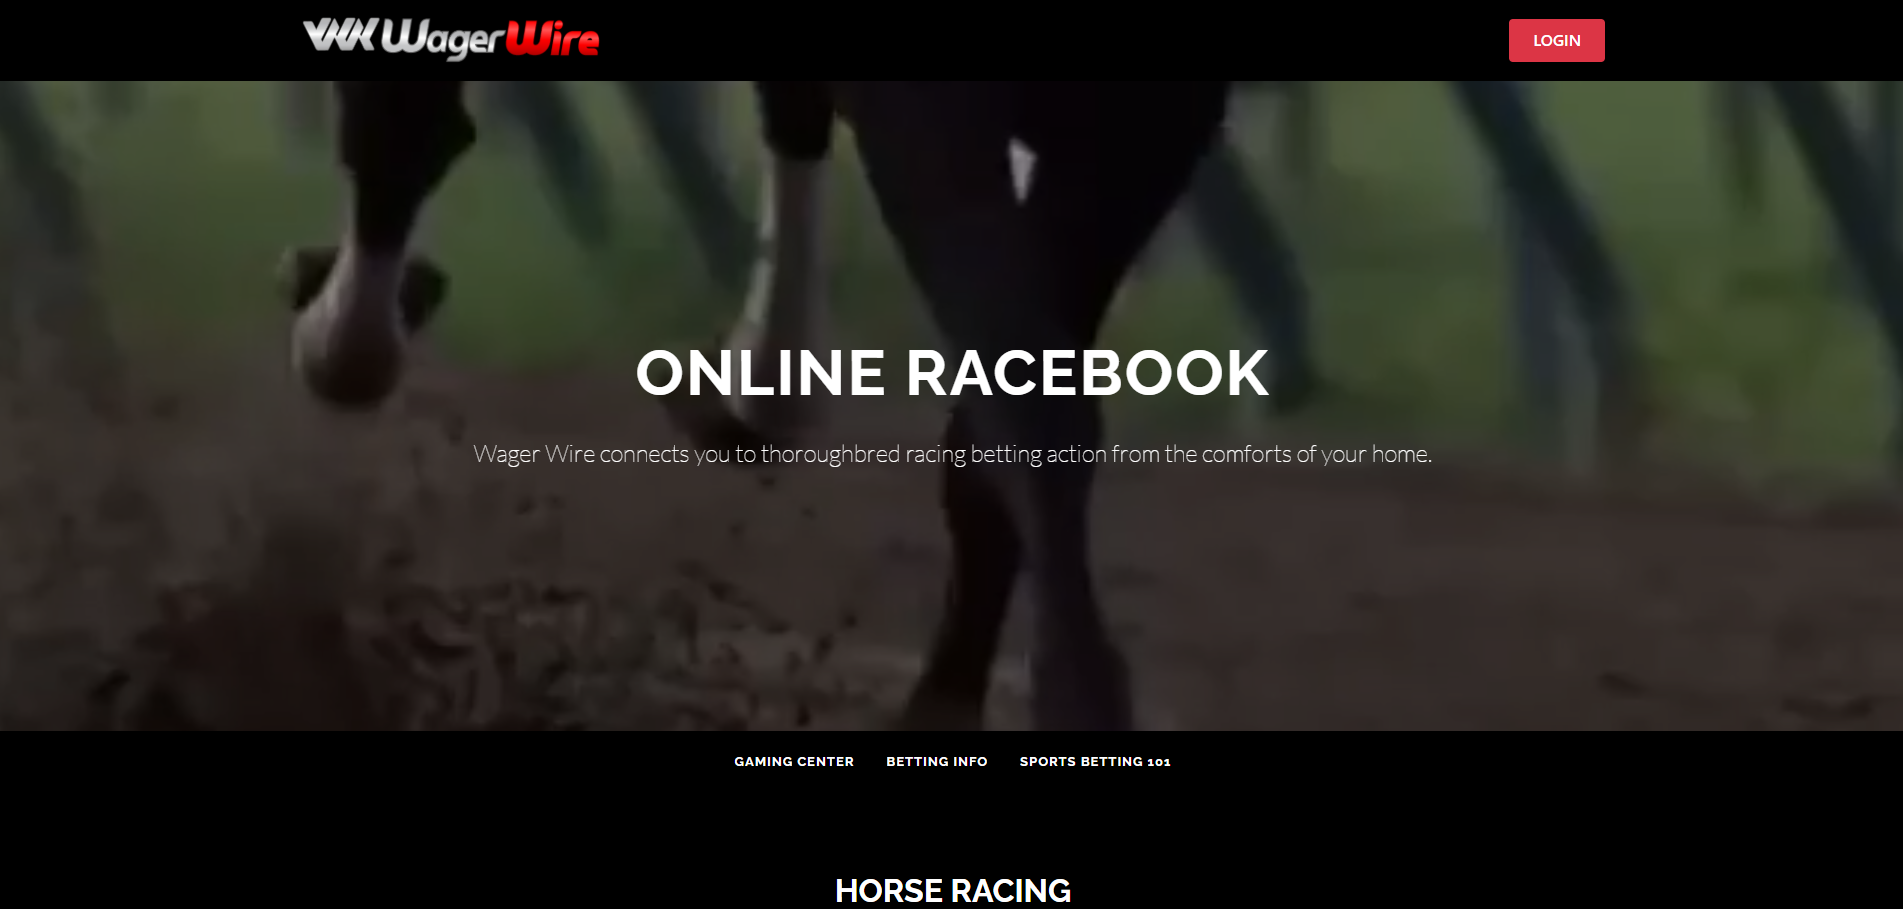 WagerWire
LOGIN
ONLINE RACEBOOK
Wager Wire connects you to thoroughbred racing betting action from the comforts of your home.
GAMING CENTER BETTING INFO SPORTS BETTING 101
HORSE RACING